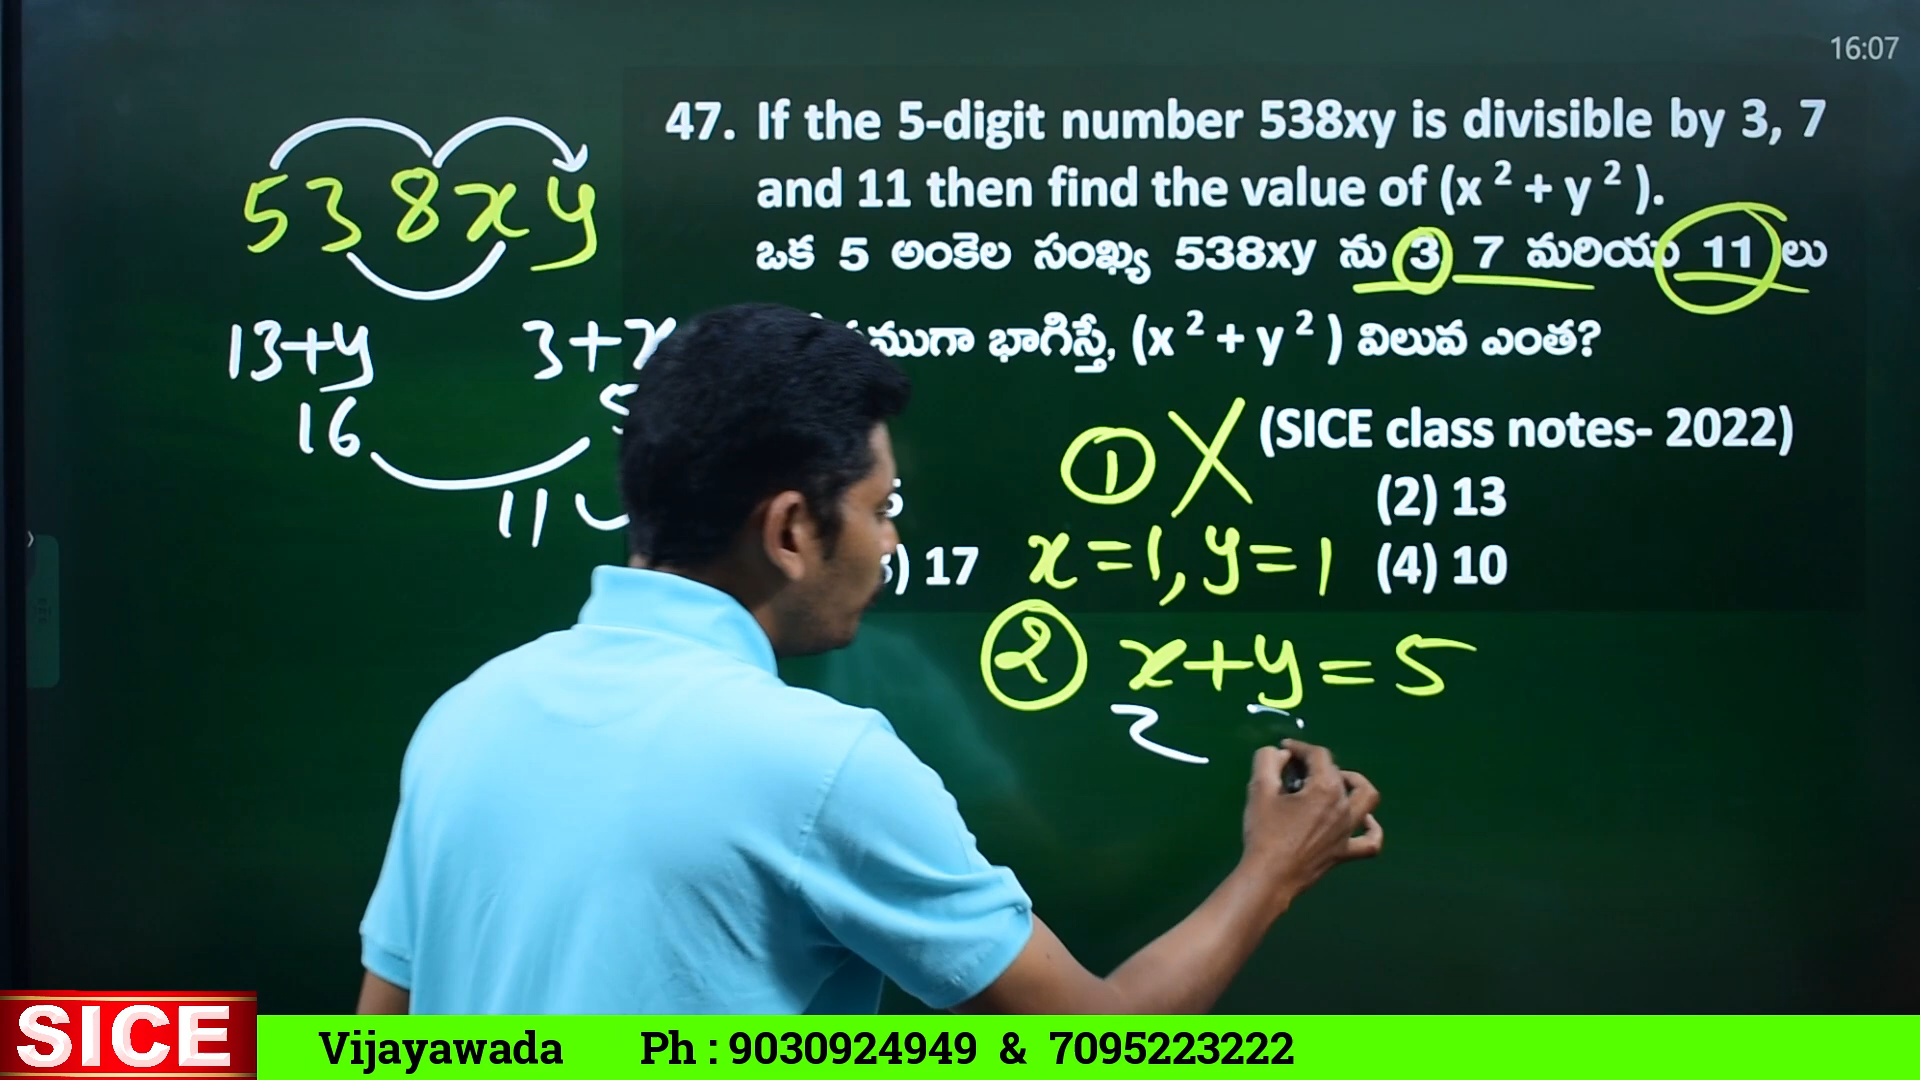 16:07
47. If the 5-digit number 538xy is divisible by 3, 7
and 11 then find the value of (x² + y²).
ఒక 5 అంకెల సంఖ్య 538xy ను 3 7 మరియు 11 లు
భాగిస్తే, (x² + y²) విలువ ఎంత?
(SICE class notes- 2022)
(2) 13
17
(4) 10
538xy
13+y
3+x
16
11
① X
x=1, y=1
② x+y=5
2
SICE
Vijayawada Ph : 9030924949 & 7095223222